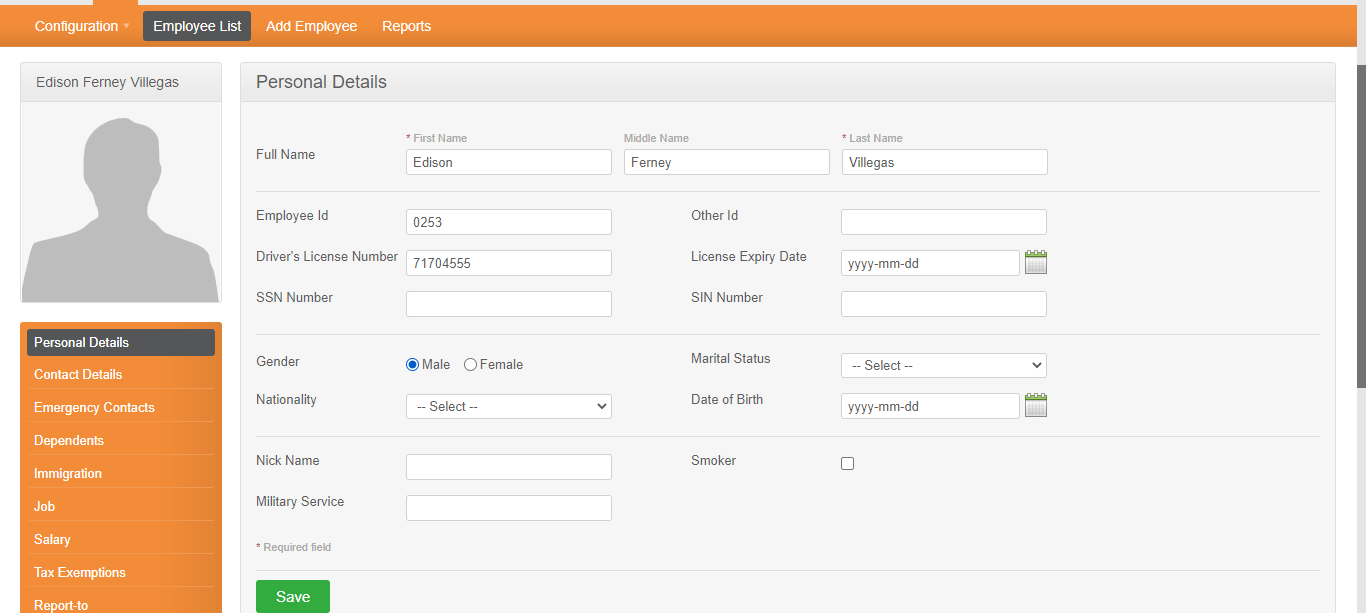 Configuration Employee List Add Employee Reports
Edison Ferney Villegas
Personal Details
Contact Details
Emergency Contacts
Dependents
Immigration
Job
Salary
Tax Exemptions
Report-to
Personal Details
* First Name Middle Name * Last Name
Full Name Edison Ferney Villegas
Employee Id 0253 Other Id
Driver's License Number 71704555 License Expiry Date yyyy-mm-dd
SSN Number SIN Number
Gender Male Female Marital Status -- Select --
Nationality -- Select -- Date of Birth yyyy-mm-dd
Nick Name Smoker
Military Service
* Required field
Save